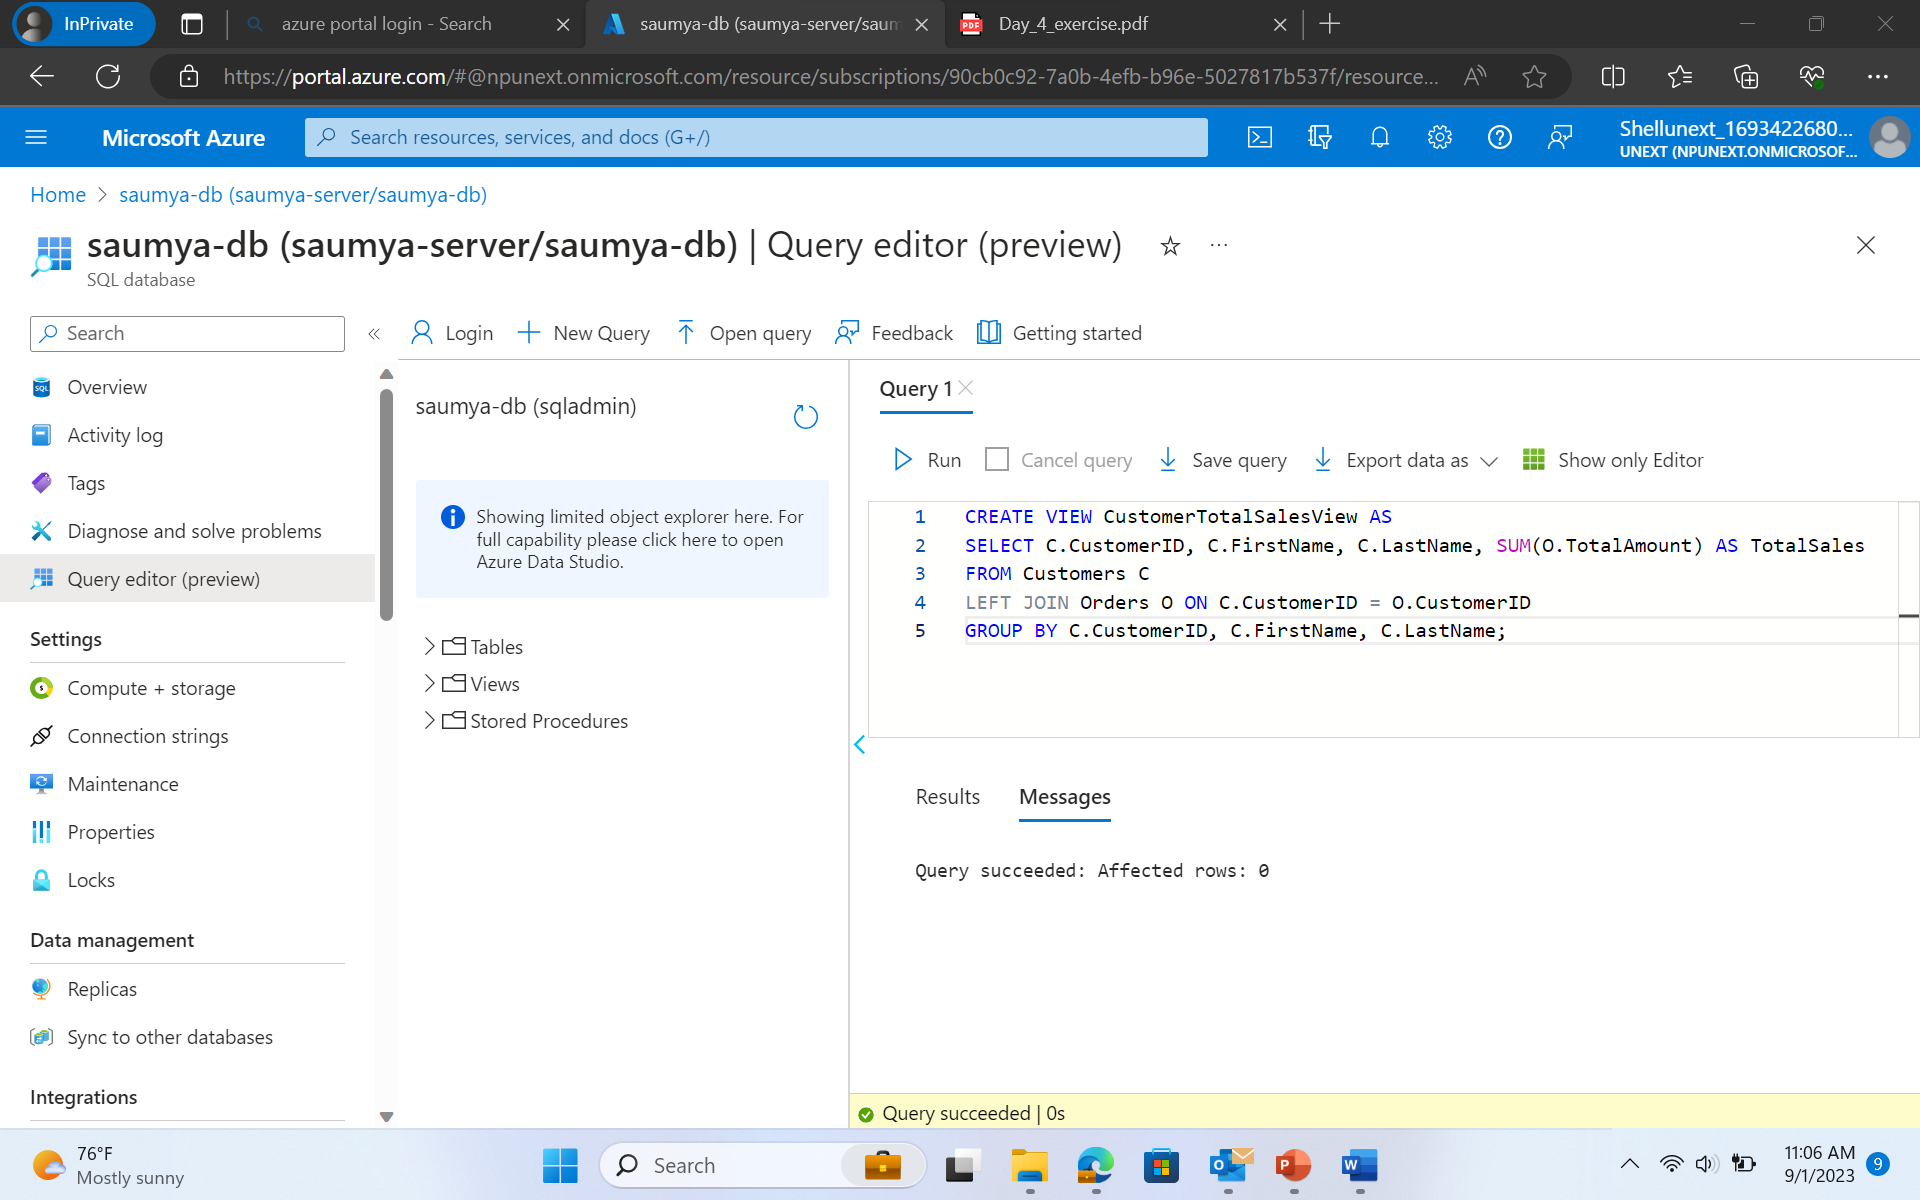 InPrivate
azure portal login - Search
saumya-db (saumya-server/saum
PDF
Day_4_exercise.pdf
https://portal.azure.com/#@npunext.onmicrosoft.com/resource/subscriptions/90cb0c92-7a0b-4efb-b96e-5027817b537f/resource...
Microsoft Azure
Search resources, services, and docs (G+/)
Shellunext_1693422680...
UNEXT (NPUNEXT.ONMICROSOF...
Home > saumya-db (saumya-server/saumya-db)
saumya-db (saumya-server/saumya-db) | Query editor (preview)
SQL database
Search
Login
New Query
Open query
Feedback
Getting started
Overview
Activity log
Tags
Diagnose and solve problems
Query editor (preview)
Settings
Compute + storage
Connection strings
Maintenance
Properties
Locks
Data management
Replicas
Sync to other databases
Integrations
saumya-db (sqladmin)
Showing limited object explorer here. For
full capability please click here to open
Azure Data Studio.
Tables
Views
Stored Procedures
Query 1
Run
Cancel query
Save query
Export data as
Show only Editor
1 CREATE VIEW CustomerTotalSalesView AS
2 SELECT C.CustomerID, C.FirstName, C.LastName, SUM(O.TotalAmount) AS TotalSales
3 FROM Customers C
4 LEFT JOIN Orders O ON C.CustomerID = O.CustomerID
5 GROUP BY C.CustomerID, C.FirstName, C.LastName;
Results
Messages
Query succeeded: Affected rows: 0
Query succeeded | 0s
76°F
Mostly sunny
Search
11:06 AM
9/1/2023
9